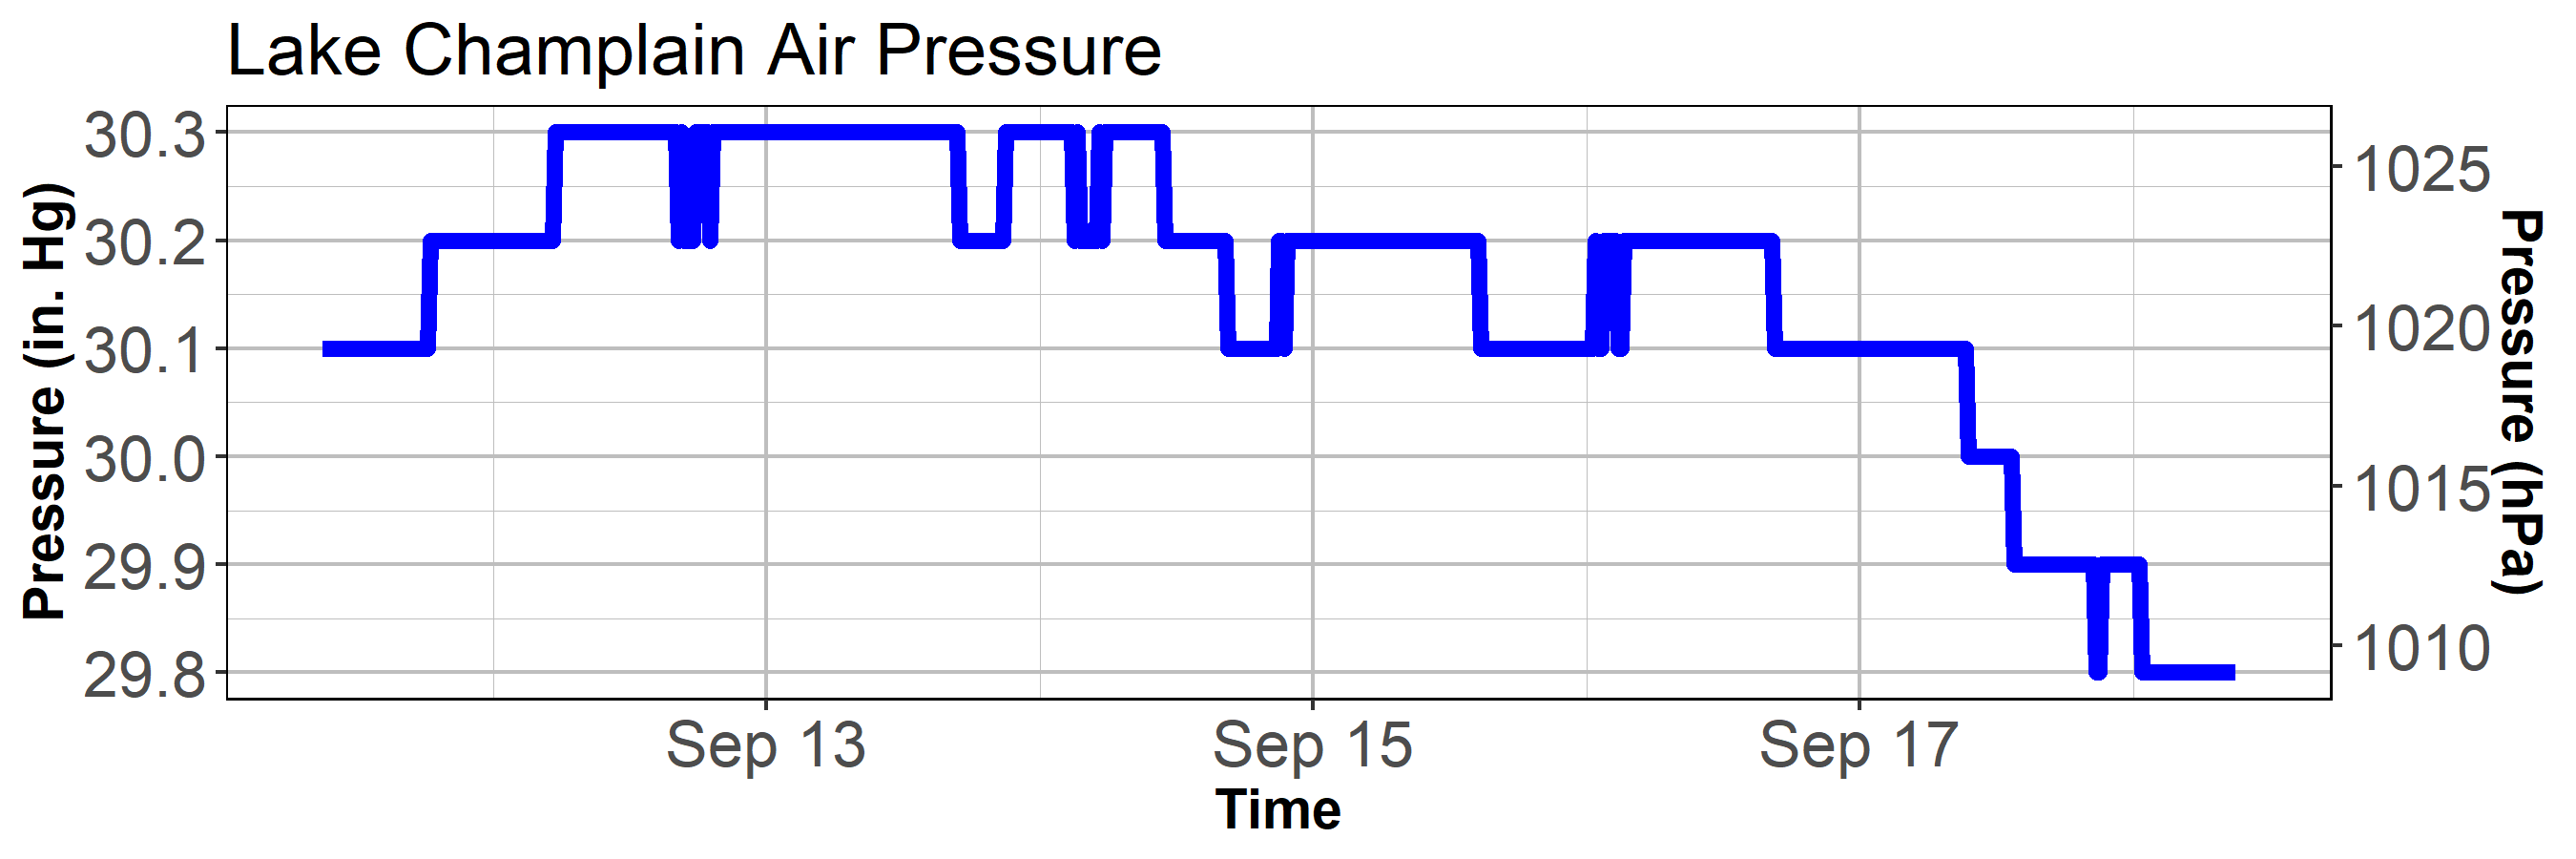 Lake Champlain Air Pressure
Pressure (in. Hg)
30.3
30.2
30.1
30.0
29.9
29.8
1025
1020
1015
1010
Pressure (hPa)
Sep 13 Sep 15 Sep 17
Time